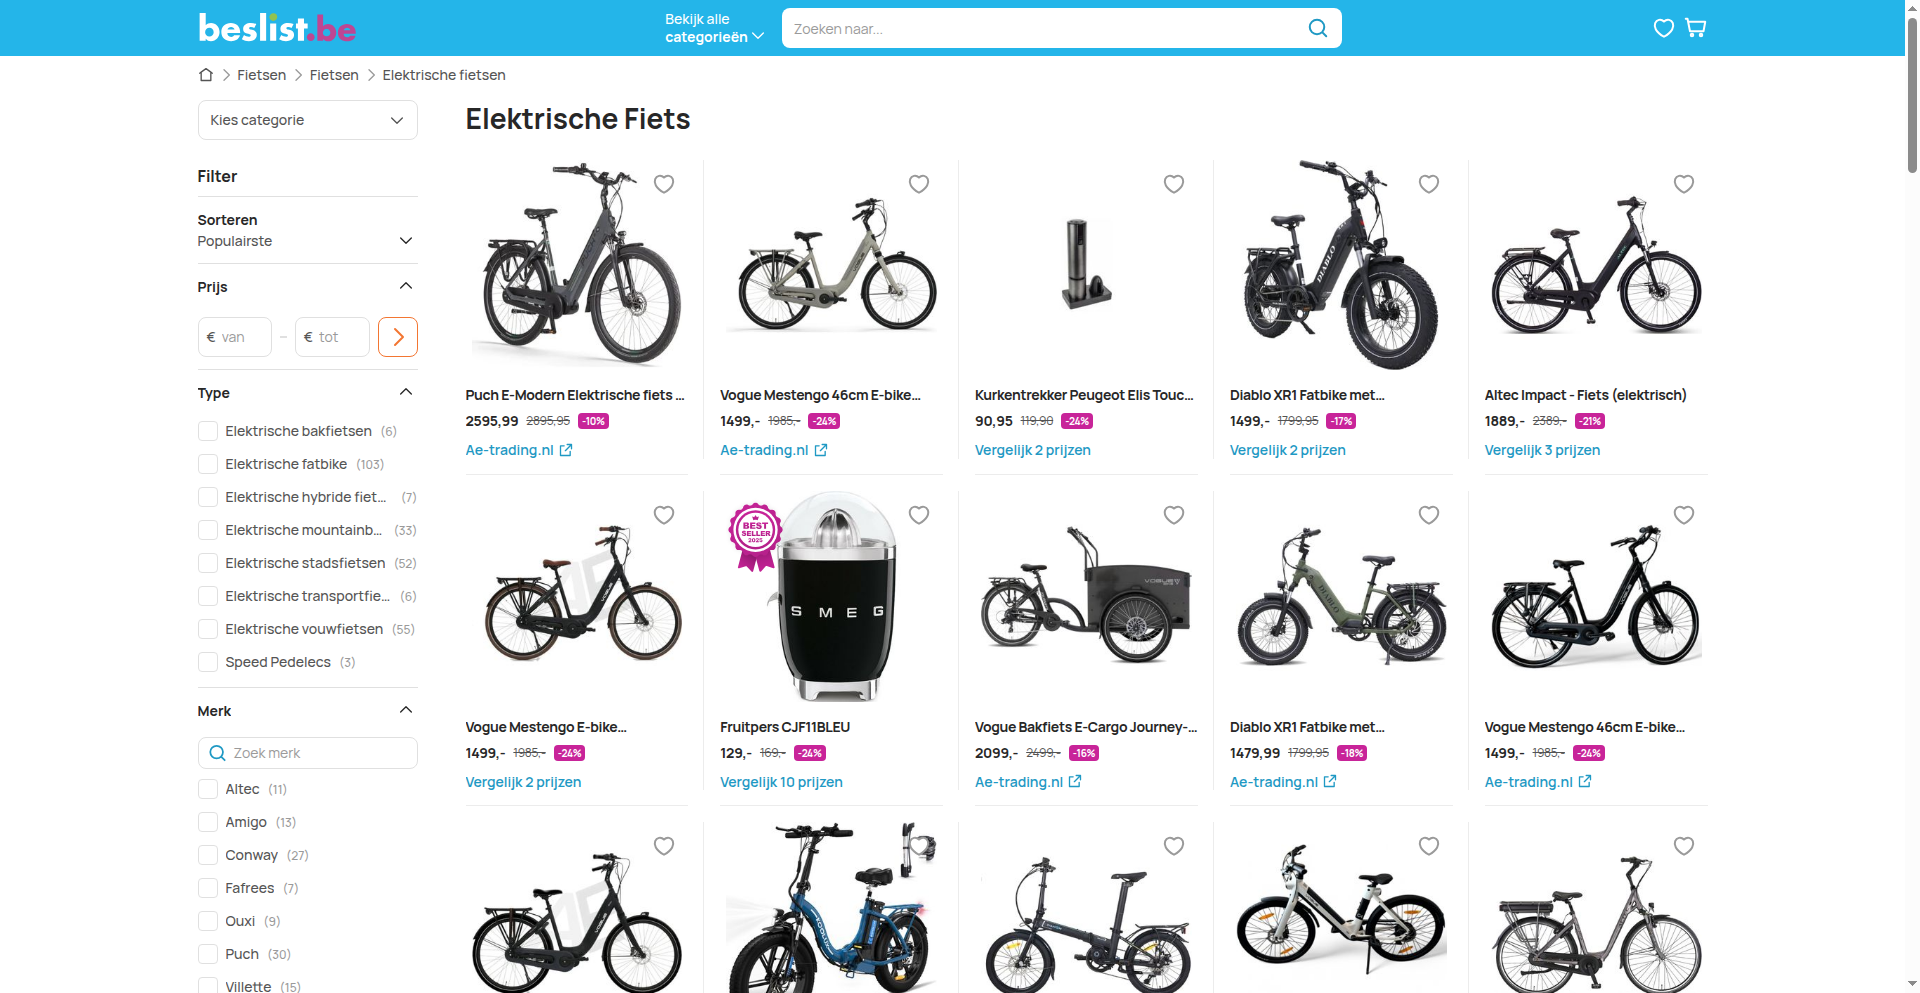 beslist.be
Bekijk alle
categorieën
Zoeken naar...
Fietsen
Fietsen
Elektrische fietsen
Kies categorie
Elektrische Fiets
Filter
Sorteren
Populairste
Prijs
€ van
–
€ tot
Type
Elektrische bakfietsen (6)
Elektrische fatbike (103)
Elektrische hybride fiet... (7)
Elektrische mountainb... (33)
Elektrische stadsfietsen (52)
Elektrische transportfie... (6)
Elektrische vouwfietsen (55)
Speed Pedelecs (3)
Merk
Zoek merk
Altec (11)
Amigo (13)
Conway (27)
Fafrees (7)
Ouxi (9)
Puch (30)
Villette (15)
Puch E-Modern Elektrische fiets ...
2595,99 2895,95 -10%
Ae-trading.nl
Vogue Mestengo 46cm E-bike...
1499,- 1985,- -24%
Ae-trading.nl
Kurkentrekker Peugeot Elis Touc...
90,95 119,90 -24%
Vergelijk 2 prijzen
DIABLO
Diablo XR1 Fatbike met...
1499,- 1799,95 -17%
Vergelijk 2 prijzen
Altec Impact - Fiets (elektrisch)
1889,- 2389,- -21%
Vergelijk 3 prijzen
Vogue Mestengo E-bike...
1499,- 1985,- -24%
Vergelijk 2 prijzen
BEST
SELLER
2025
SMEG
Fruitpers CJF11BLEU
129,- 169,- -24%
Vergelijk 10 prijzen
VOGUE
Vogue Bakfiets E-Cargo Journey-...
2099,- 2499,- -16%
Ae-trading.nl
DIABLO
Diablo XR1 Fatbike met...
1479,99 1799,95 -18%
Ae-trading.nl
Vogue Mestengo 46cm E-bike...
1499,- 1985,- -24%
Ae-trading.nl